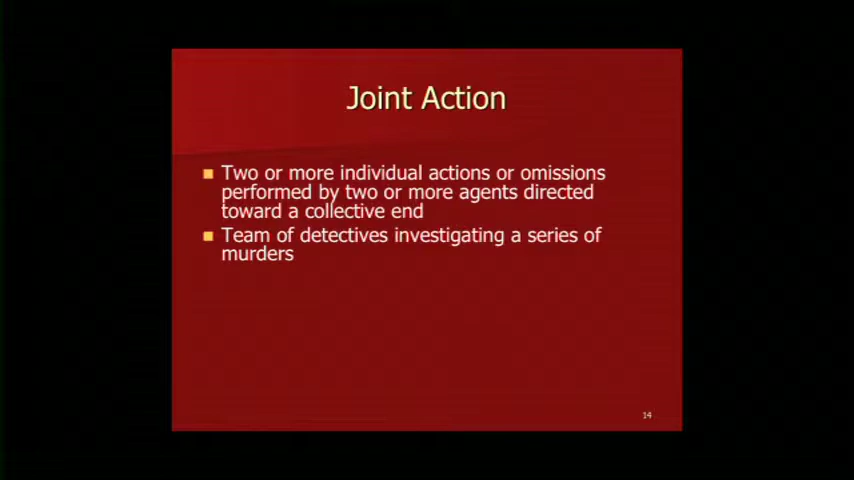 Joint Action
Two or more individual actions or omissions
performed by two or more agents directed
toward a collective end
Team of detectives investigating a series of
murders
14